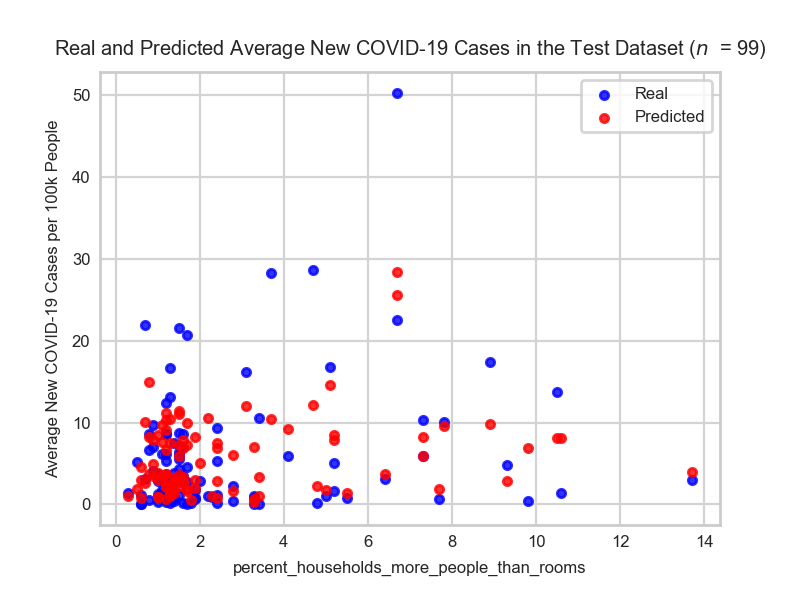 Real and Predicted Average New COVID-19 Cases in the Test Dataset (n = 99)
Real
Predicted
Average New COVID-19 Cases per 100k People
50
40
30
20
10
0
0 2 4 6 8 10 12 14
percent_households_more_people_than_rooms